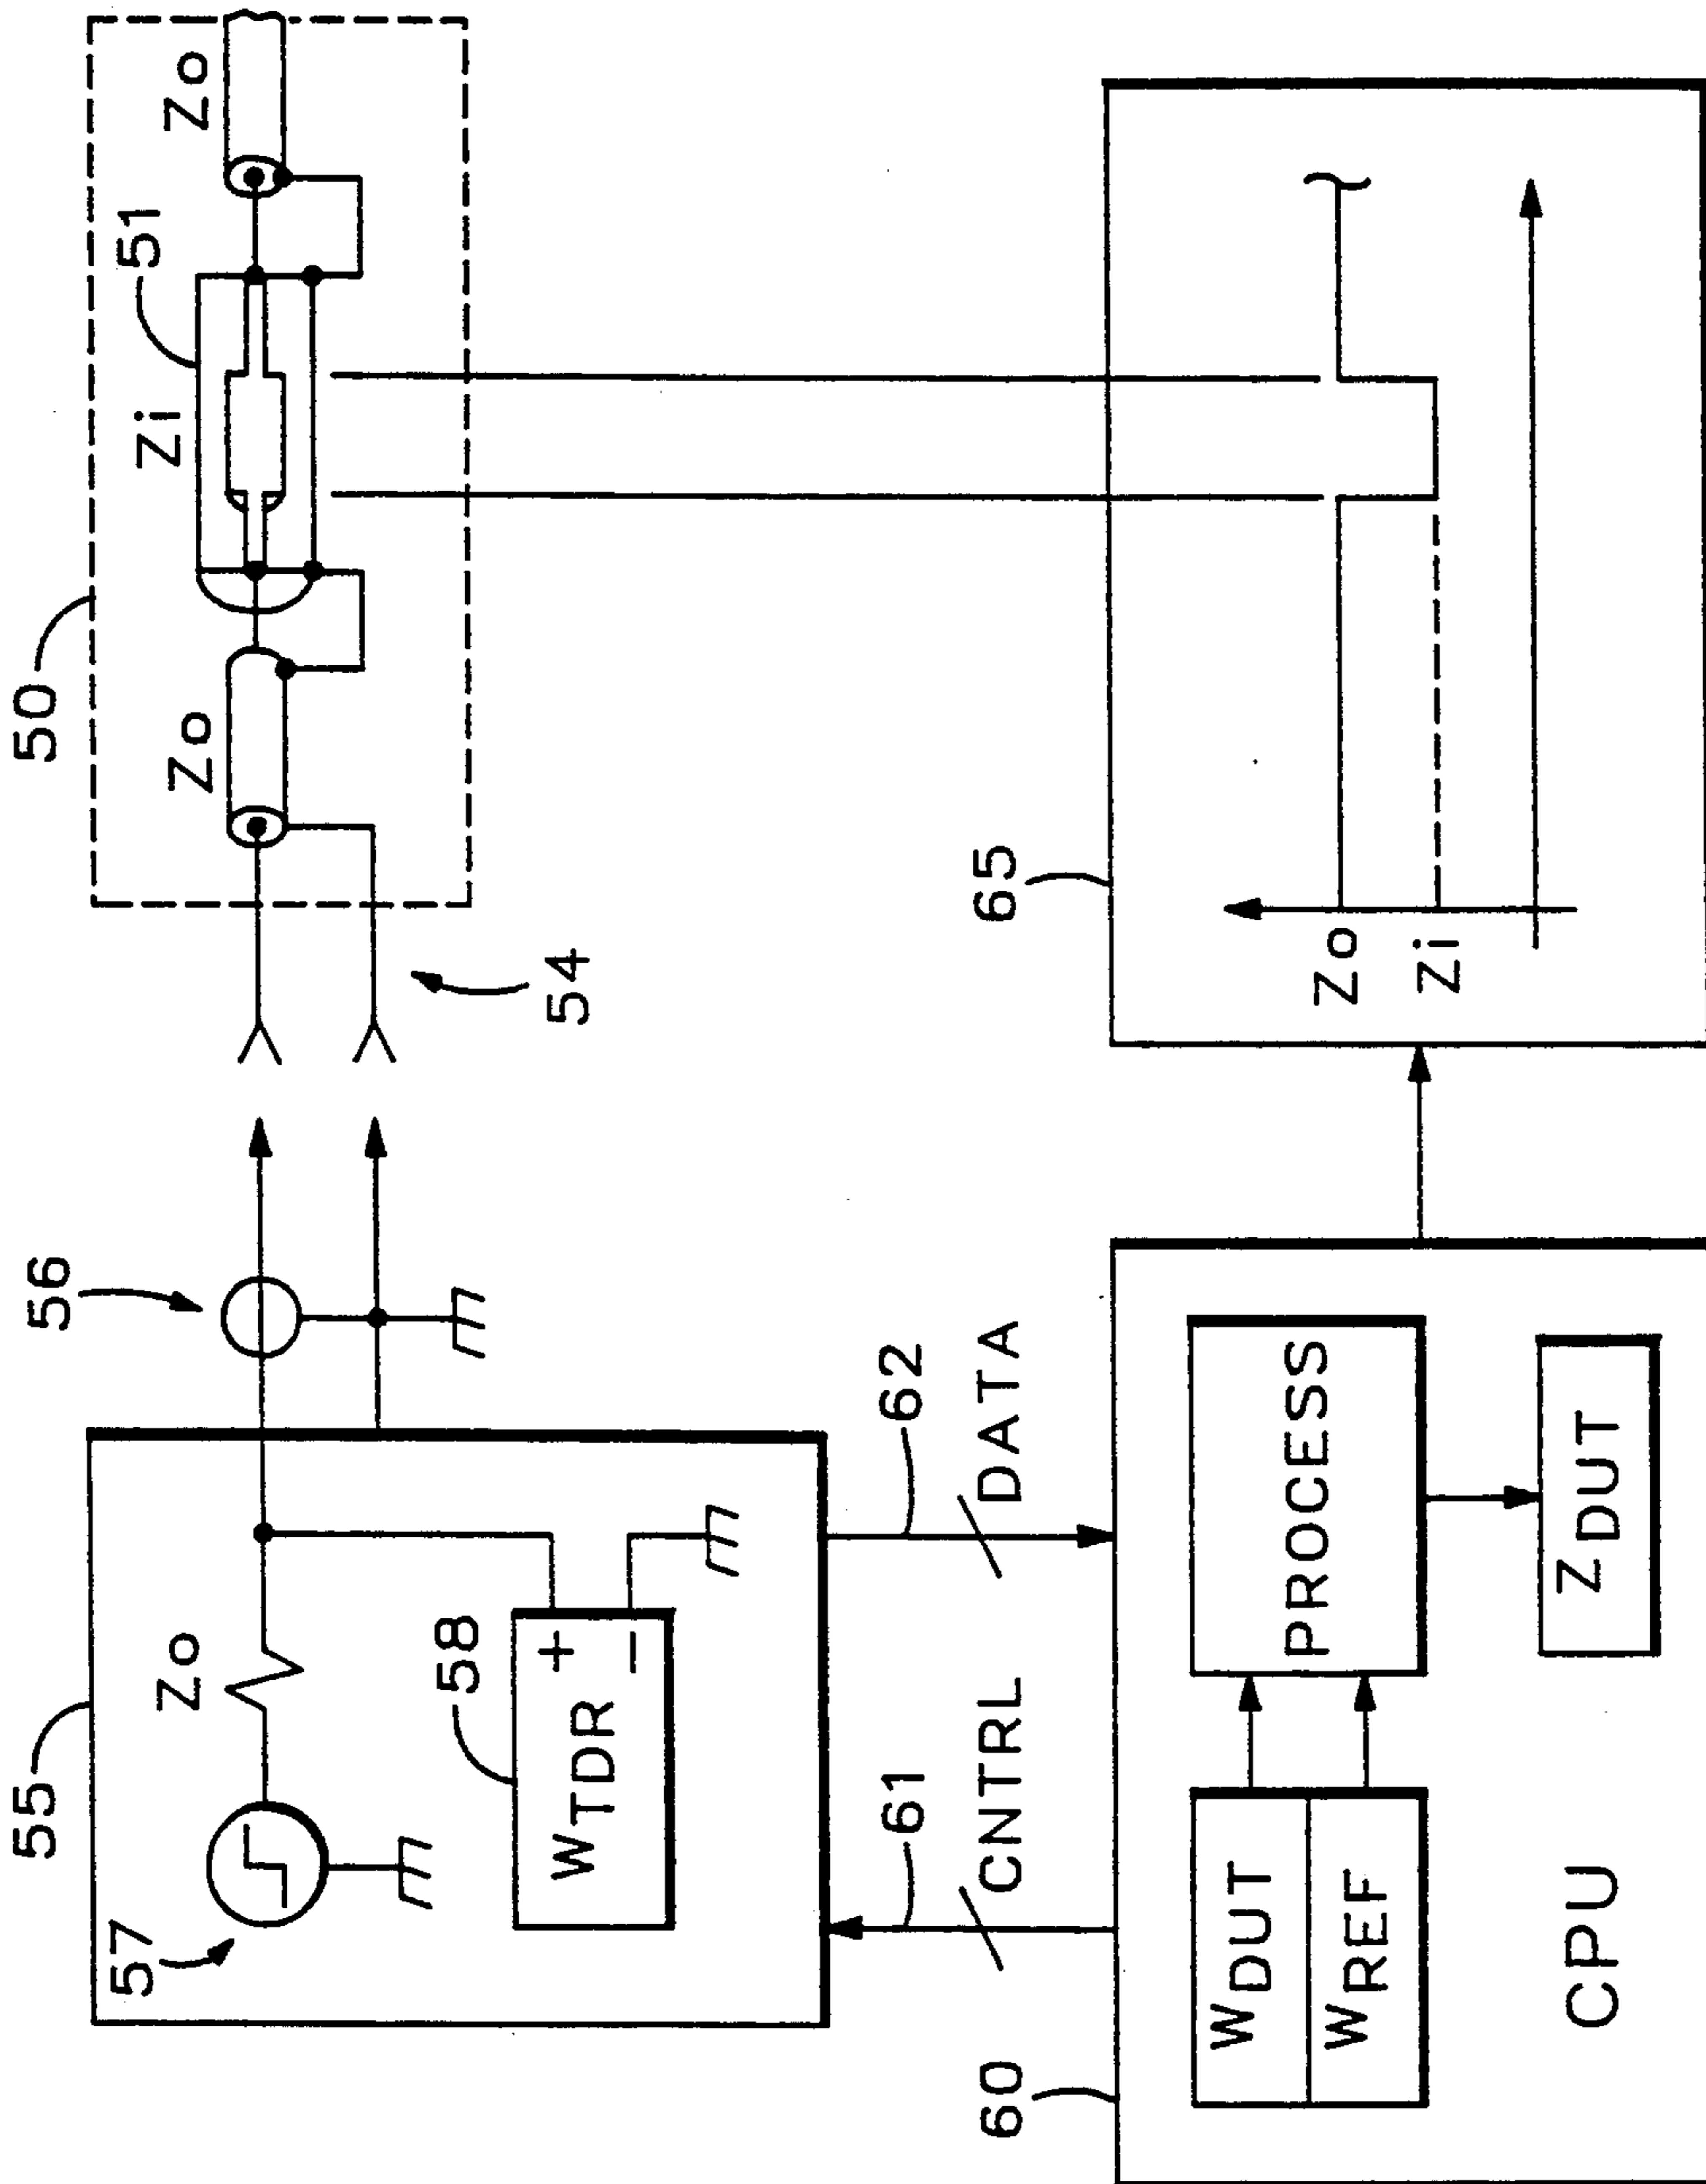 55
57
Zo
58
WTDR
+
−
56
54
50
Zo
Zi
51
Zo
61
CNTRL
62
DATA
60
WDUT
WREF
PROCESS
ZDUT
CPU
65
Zo
Zi